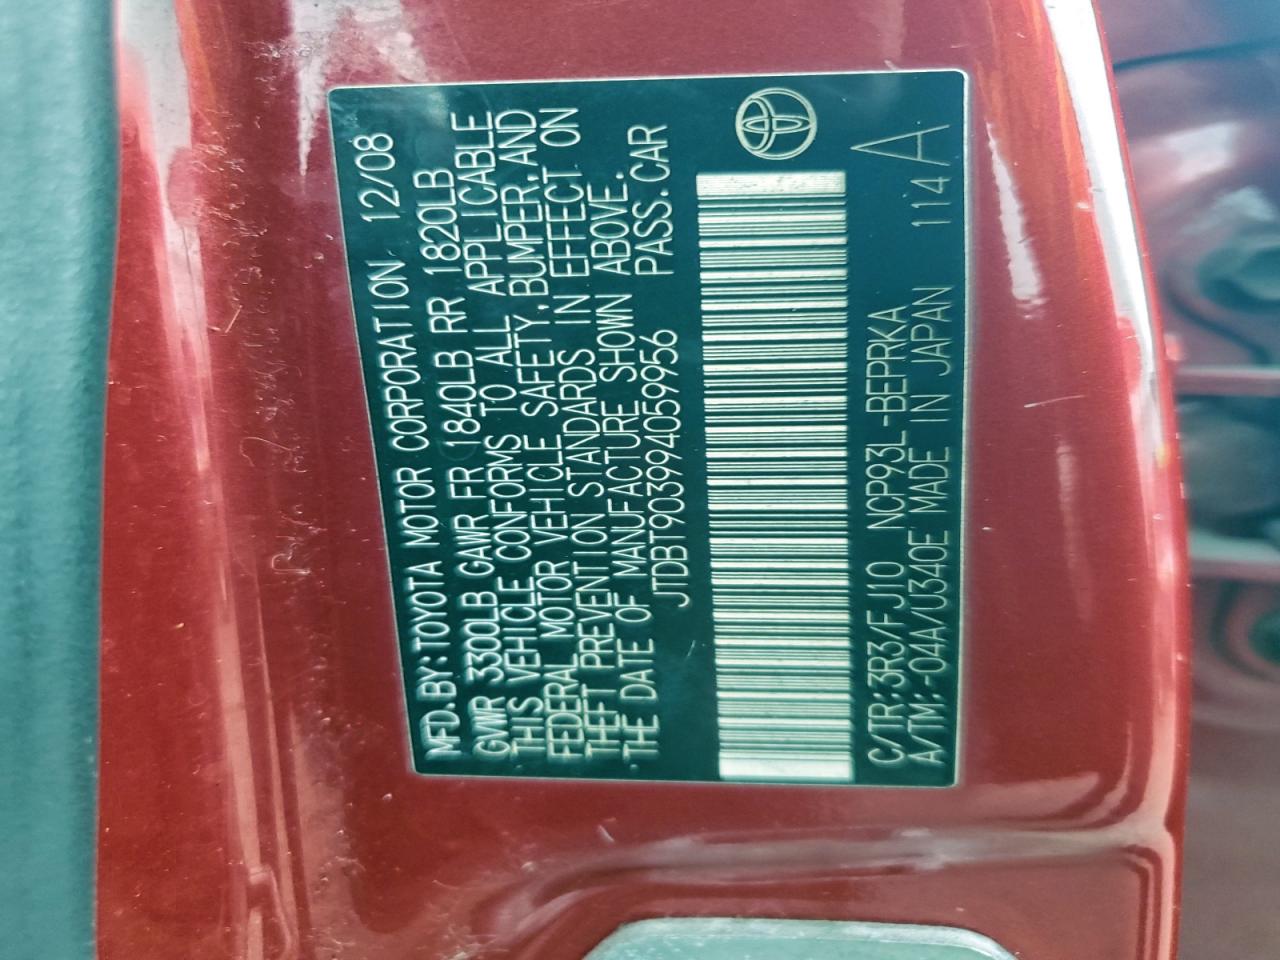 MFD.BY:TOYOTA MOTOR CORPORATION 12/08
GVWR 3300LB GAWR FR 1840LB RR 1820LB
THIS VEHICLE CONFORMS TO ALL APPLICABLE
FEDERAL MOTOR VEHICLE SAFETY,BUMPER,AND
THEFT PREVENTION STANDARDS IN EFFECT ON
THE DATE OF MANUFACTURE SHOWN ABOVE.
JTDBT903994059956 PASS.CAR
C/TR:3R3/FJ10 NCP93L-BEPRKA
A/TM:-04A/U340E MADE IN JAPAN 114 A